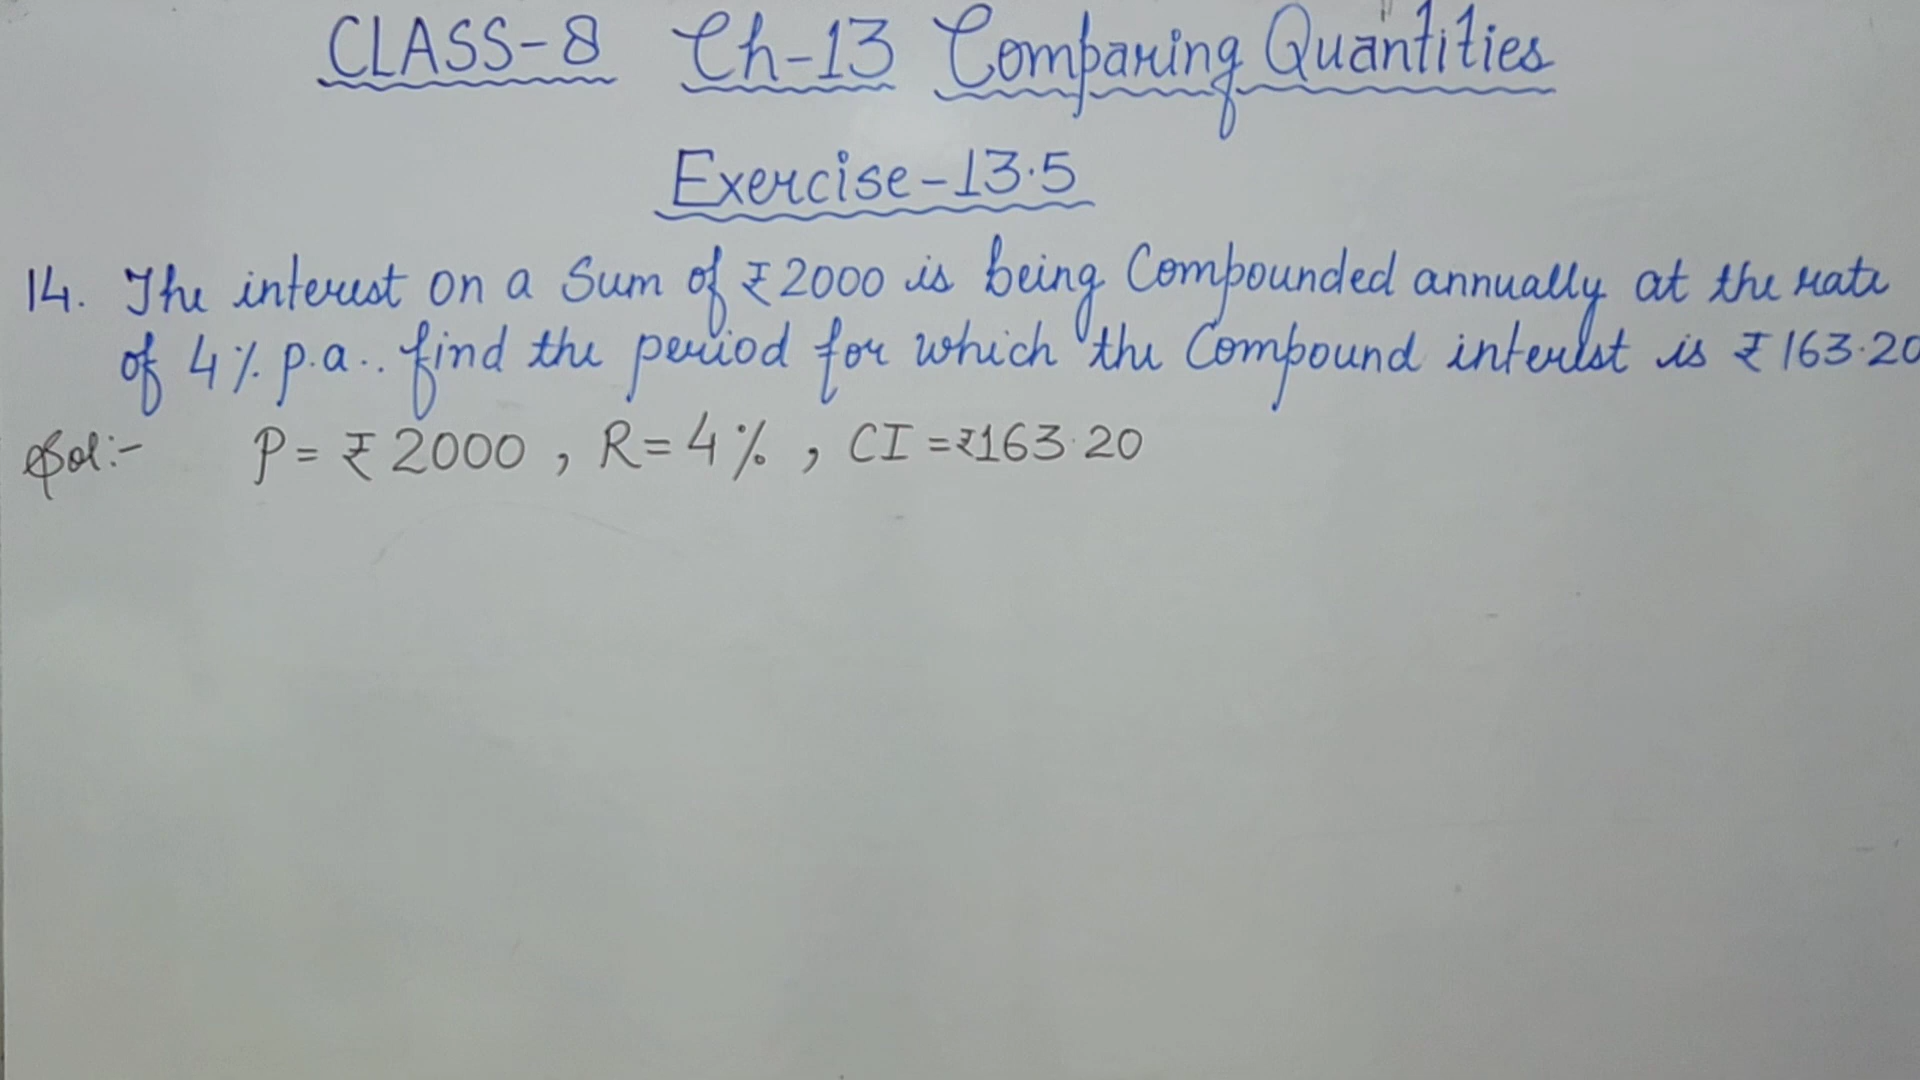 CLASS-8 Ch-13 Comparing Quantities
Exercise-13.5
14. The interest on a Sum of ₹2000 is being Compounded annually at the rate
of 4% p.a.. find the period for which the Compound interest is ₹163.20
Sol:- P= ₹2000, R=4%, CI=₹163.20